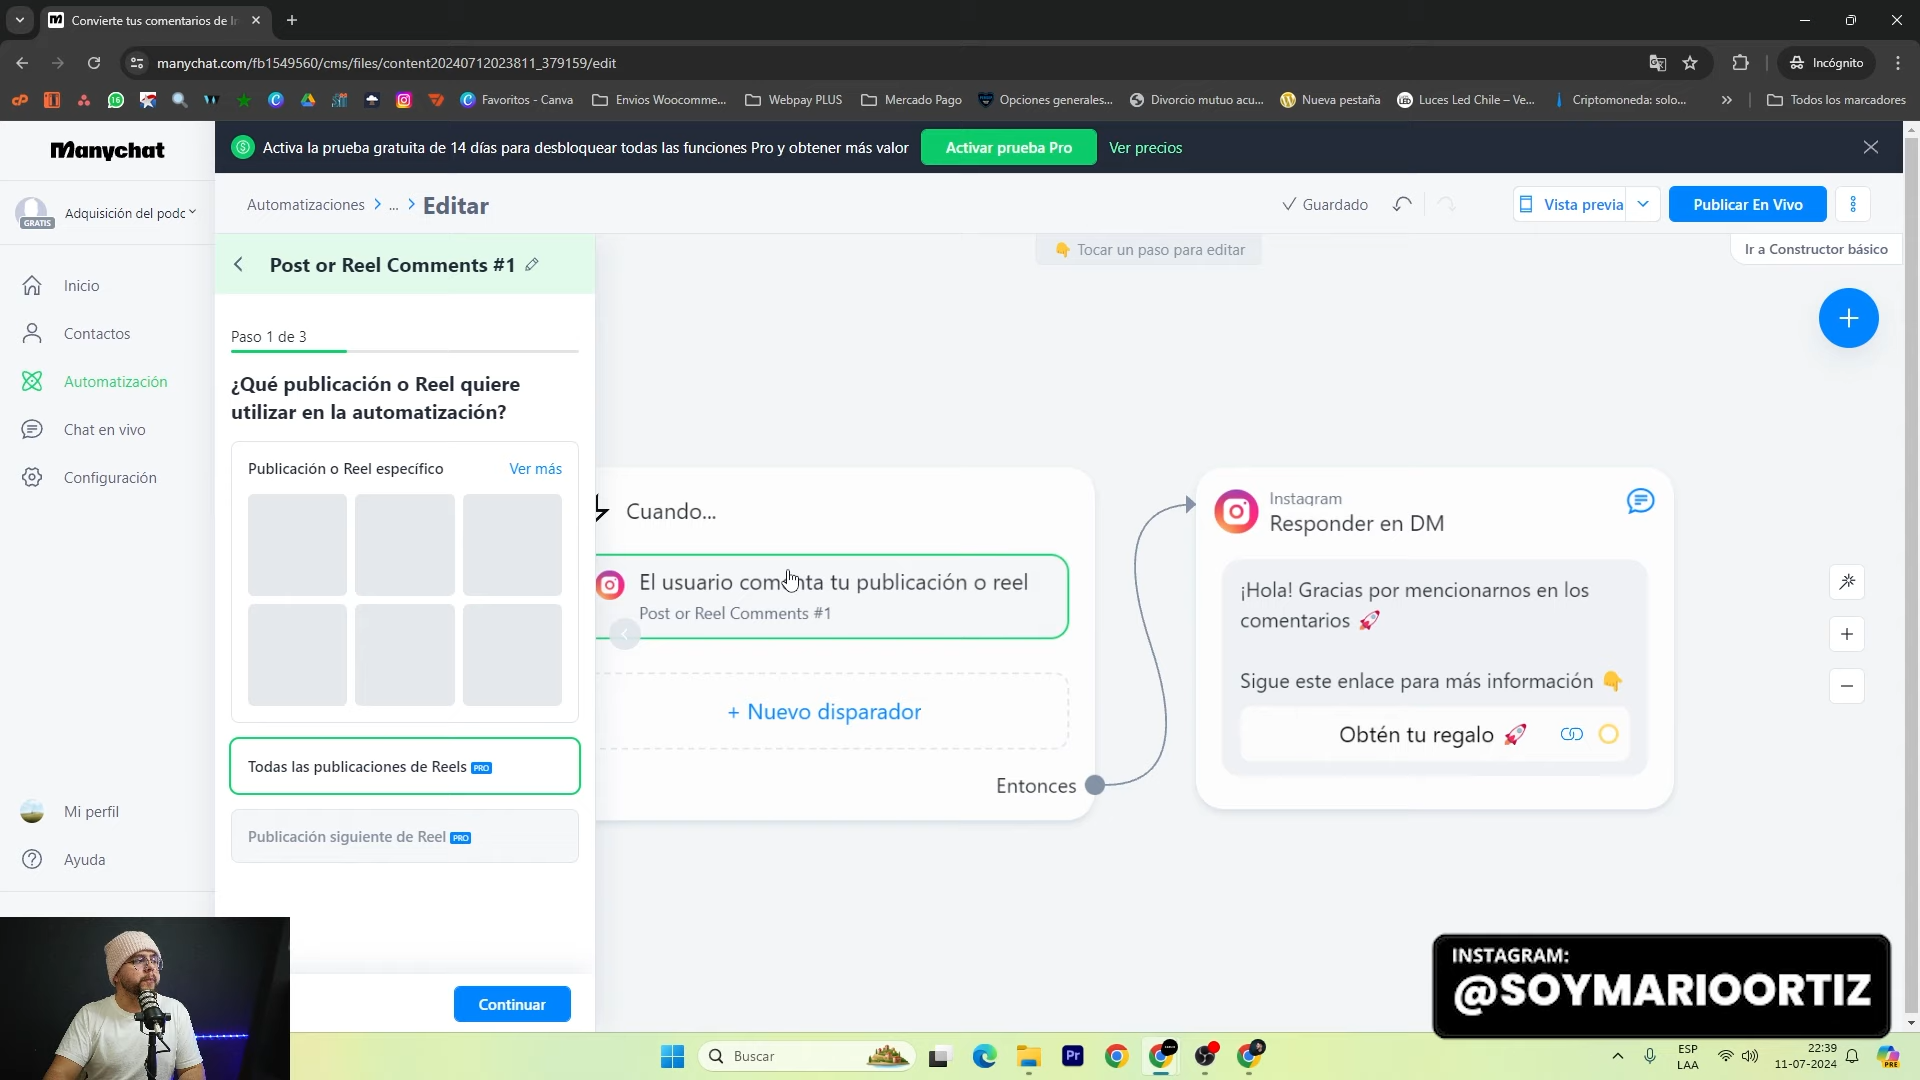 Convierte tus comentarios de I
manychat.com/fb1549560/cms/files/content20240712023811_379159/edit
Incógnito
Favoritos - Canva
Envios Woocomme...
Webpay PLUS
Mercado Pago
Opciones generales...
Divorcio mutuo acu...
Nueva pestaña
Luces Led Chile – Ve...
Criptomoneda: solo...
Todos los marcadores
Manychat
Activa la prueba gratuita de 14 días para desbloquear todas las funciones Pro y obtener más valor
Activar prueba Pro
Ver precios
GRATIS
Adquisición del podc
Automatizaciones > ... > Editar
Guardado
Vista previa
Publicar En Vivo
Inicio
Contactos
Automatización
Chat en vivo
Configuración
Mi perfil
Ayuda
Post or Reel Comments #1
Paso 1 de 3
¿Qué publicación o Reel quiere
utilizar en la automatización?
Publicación o Reel específico
Ver más
Todas las publicaciones de Reels PRO
Publicación siguiente de Reel PRO
Continuar
👇 Tocar un paso para editar
Ir a Constructor básico
Cuando...
El usuario comenta tu publicación o reel
Post or Reel Comments #1
+ Nuevo disparador
Entonces
Instagram
Responder en DM
¡Hola! Gracias por mencionarnos en los
comentarios 🚀
Sigue este enlace para más información 👇
Obtén tu regalo 🚀
INSTAGRAM:
@SOYMARIOORTIZ
Buscar
Pr
ESP
LAA
22:39
11-07-2024
PRE